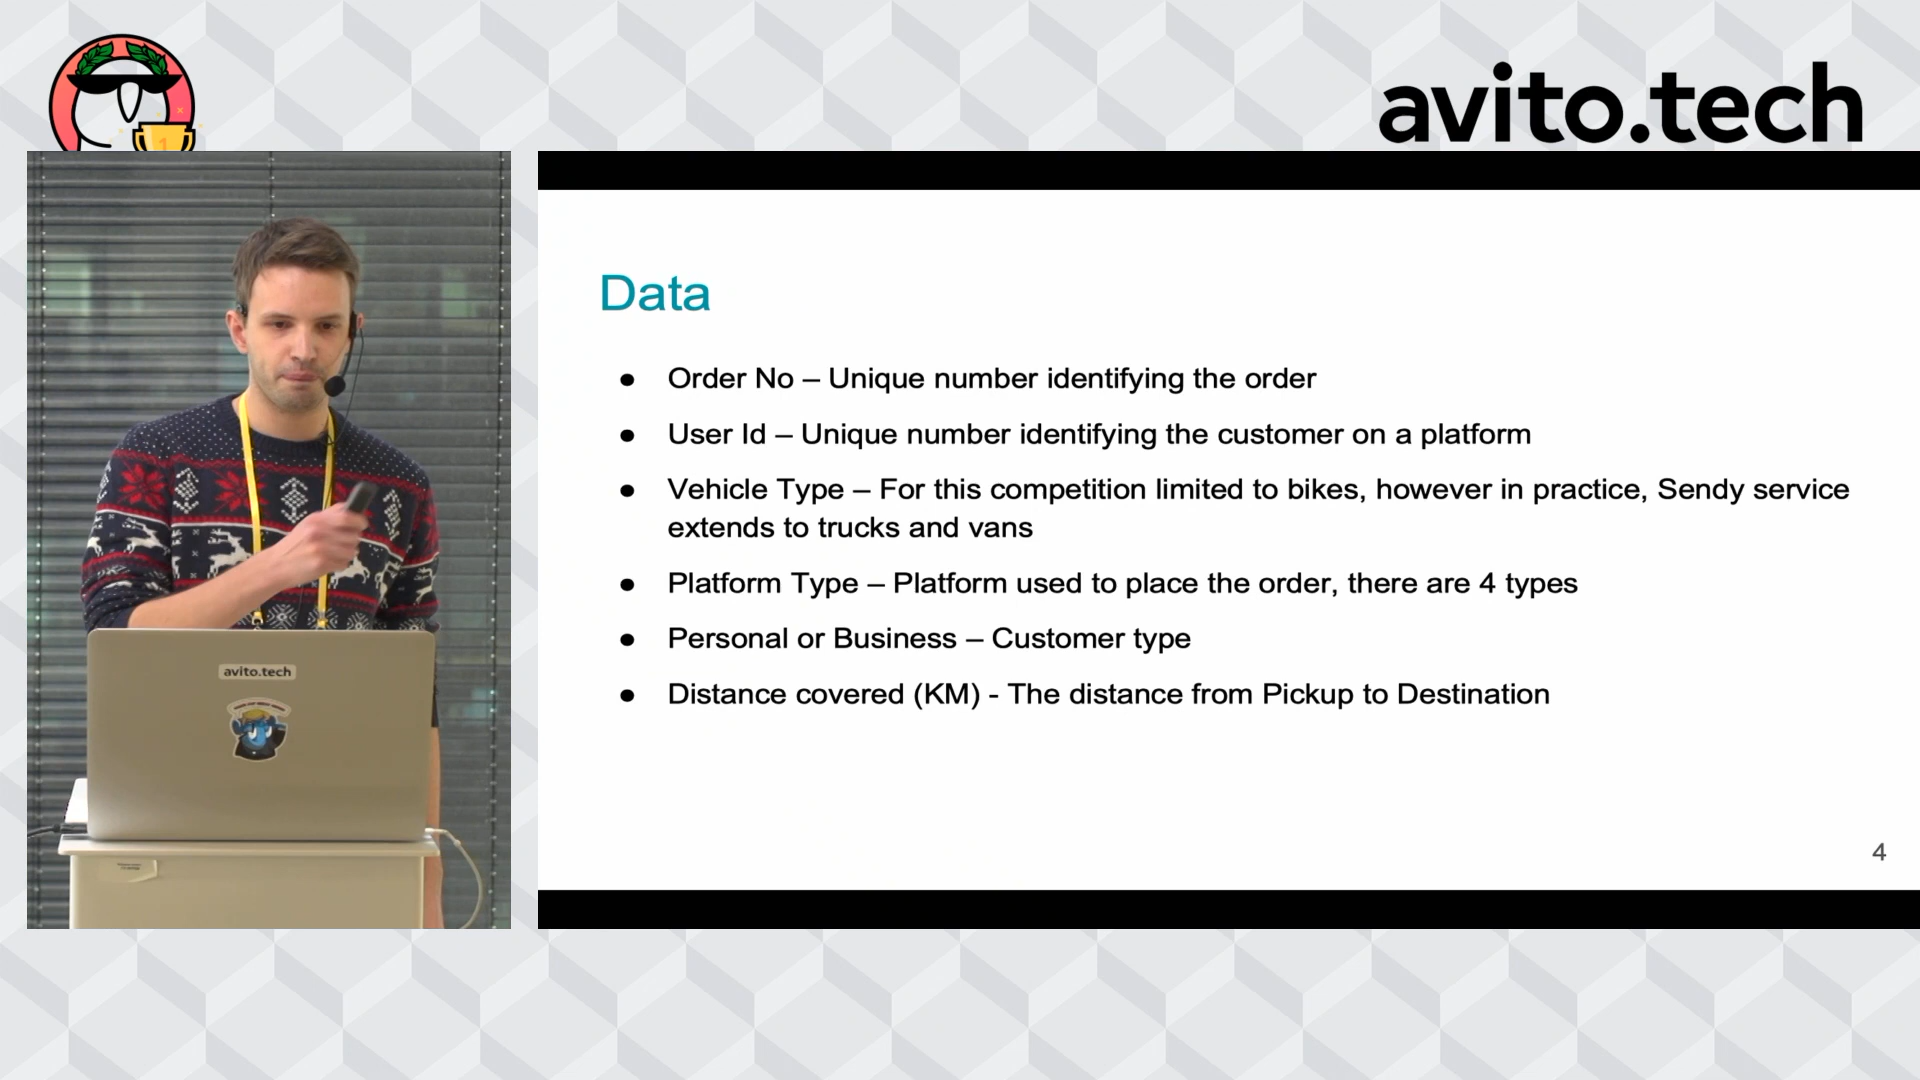 avito.tech
Data
● Order No – Unique number identifying the order
● User Id – Unique number identifying the customer on a platform
● Vehicle Type – For this competition limited to bikes, however in practice, Sendy service
extends to trucks and vans
● Platform Type – Platform used to place the order, there are 4 types
● Personal or Business – Customer type
● Distance covered (KM) - The distance from Pickup to Destination
4
avito.tech
1